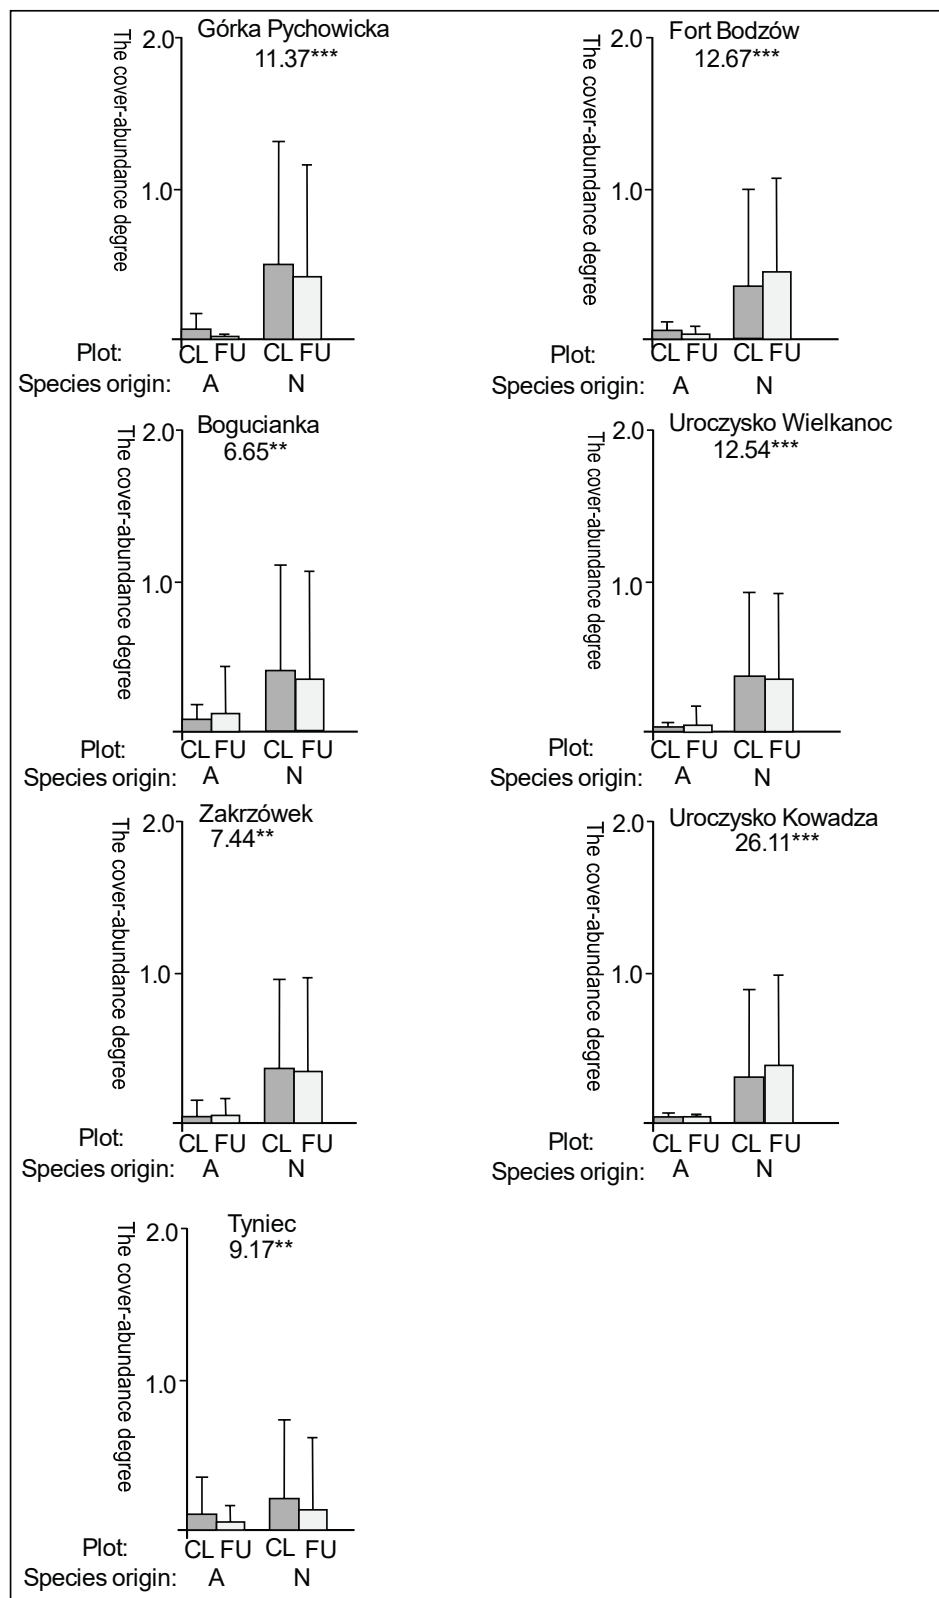 Górka Pychowicka
11.37***
2.0
1.0
The cover-abundance degree
Plot: CL FU CL FU
Species origin: A N
Fort Bodzów
12.67***
2.0
1.0
The cover-abundance degree
Plot: CL FU CL FU
Species origin: A N
Bogucianka
6.65**
2.0
1.0
The cover-abundance degree
Plot: CL FU CL FU
Species origin: A N
Uroczysko Wielkanoc
12.54***
2.0
1.0
The cover-abundance degree
Plot: CL FU CL FU
Species origin: A N
Zakrzówek
7.44**
2.0
1.0
The cover-abundance degree
Plot: CL FU CL FU
Species origin: A N
Uroczysko Kowadza
26.11***
2.0
1.0
The cover-abundance degree
Plot: CL FU CL FU
Species origin: A N
Tyniec
9.17**
2.0
1.0
The cover-abundance degree
Plot: CL FU CL FU
Species origin: A N